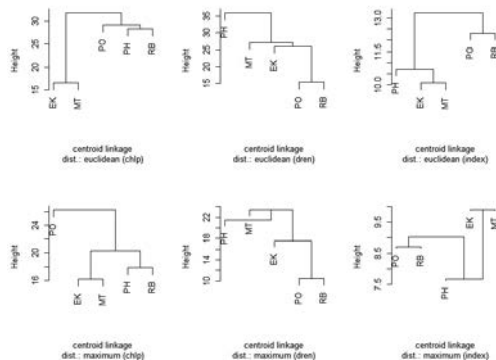 Height
15
20
25
30
EK
MT
PO
PH
RB
centroid linkage
dist.: euclidean (chlp)
Height
15
20
25
30
35
PH
MT
EK
PO
RB
centroid linkage
dist.: euclidean (dren)
Height
10.0
11.5
13.0
PH
EK
MT
PO
RB
centroid linkage
dist.: euclidean (index)
Height
16
20
24
PO
EK
MT
PH
RB
centroid linkage
dist.: maximum (chlp)
Height
10
14
18
22
PH
MT
EK
PO
RB
centroid linkage
dist.: maximum (dren)
Height
7.5
8.5
9.5
PO
RB
PH
EK
MT
centroid linkage
dist.: maximum (index)